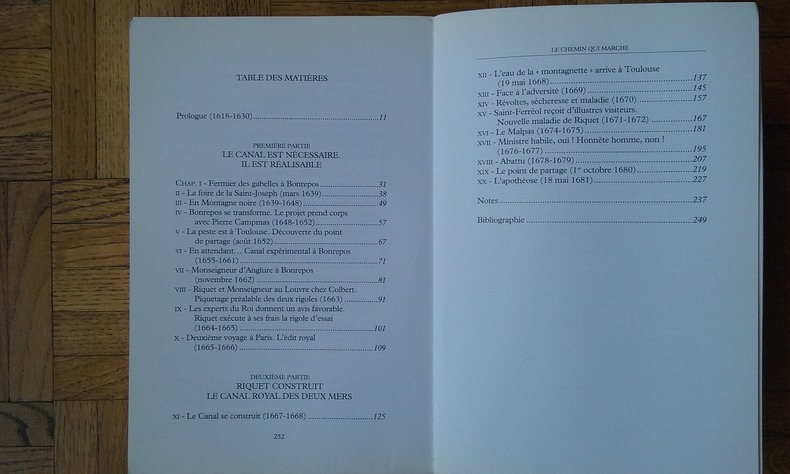 TABLE DES MATIÈRES
Prologue (1618-1630)....11
PREMIÈRE PARTIE
LE CANAL EST NÉCESSAIRE.
IL EST RÉALISABLE
CHAP. I - Fermier des gabelles à Bonrepos....31
II - La foire de la Saint-Joseph (mars 1639)....38
III - En Montagne noire (1639-1648)....49
IV - Bonrepos se transforme. Le projet prend corps
avec Pierre Campmas (1648-1652)....57
V - La peste est à Toulouse. Découverte du point
de partage (août 1652)....67
VI - En attendant… Canal expérimental à Bonrepos
(1655-1661)....71
VII - Monseigneur d'Anglure à Bonrepos
(novembre 1662)....81
VIII - Riquet et Monseigneur au Louvre chez Colbert.
Piquetage préalable des deux rigoles (1663)....91
IX - Les experts du Roi donnent un avis favorable.
Riquet exécute à ses frais la rigole d'essai
(1664-1665)....101
X - Deuxième voyage à Paris. L'édit royal
(1665-1666)....109
DEUXIÈME PARTIE
RIQUET CONSTRUIT
LE CANAL ROYAL DES DEUX MERS
XI - Le Canal se construit (1667-1668)....125
252
LE CHEMIN QUI MARCHE
XII - L'eau de la « montagnette » arrive à Toulouse
(19 mai 1668)....137
XIII - Face à l'adversité (1669)....145
XIV - Révoltes, sécheresse et maladie (1670)....157
XV - Saint-Ferréol reçoit d'illustres visiteurs.
Nouvelle maladie de Riquet (1671-1672)....167
XVI - Le Malpas (1674-1675)....181
XVII - Ministre habile, oui ! Honnête homme, non !
(1676-1677)....195
XVIII - Abattu (1678-1679)....207
XIX - Le point de partage (1er octobre 1680)....219
XX - L'apothéose (18 mai 1681)....227
Notes....237
Bibliographie....249